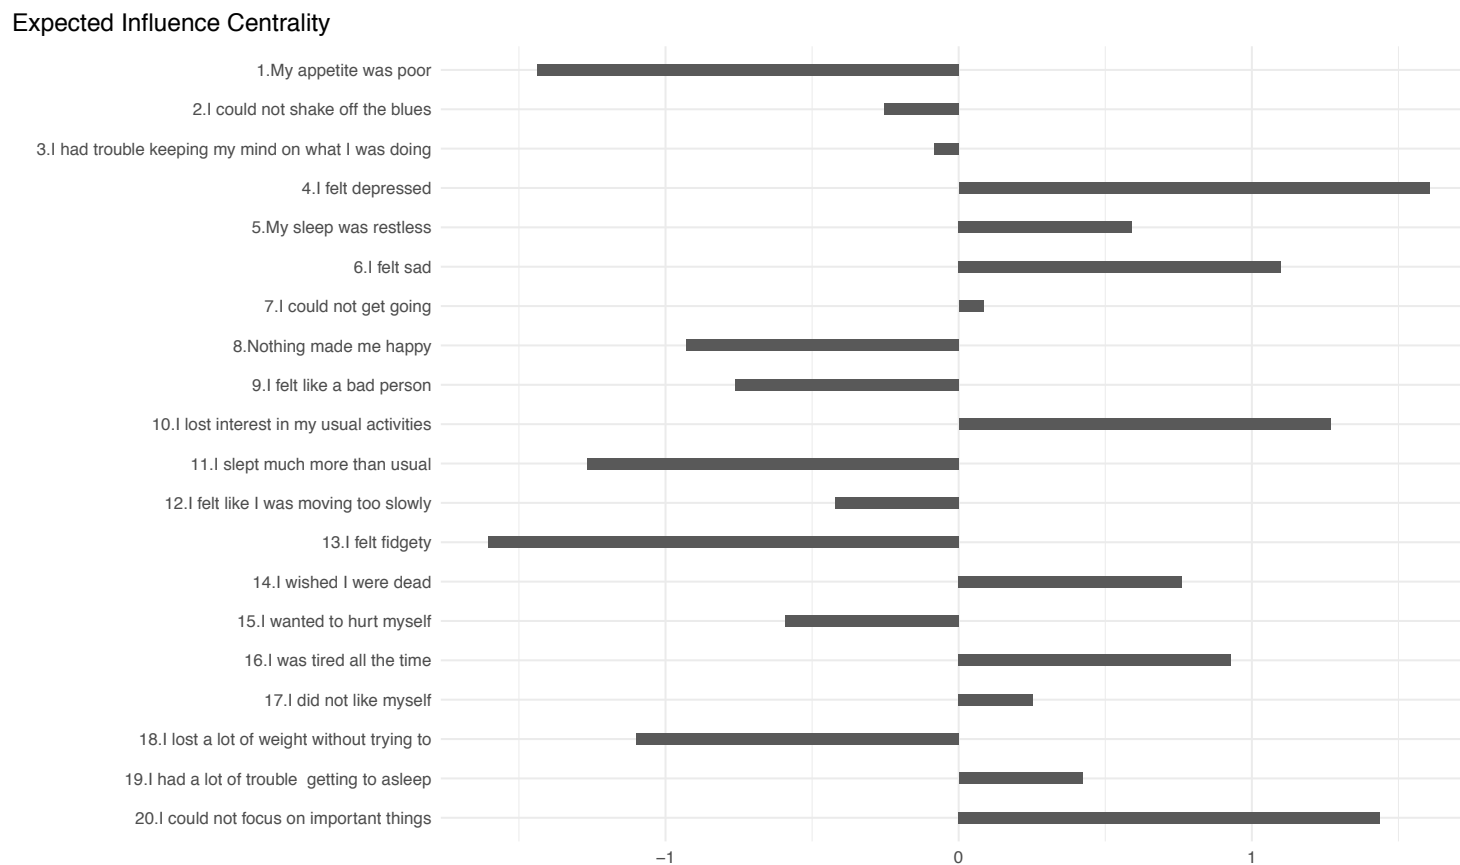 Expected Influence Centrality
1.My appetite was poor
2.I could not shake off the blues
3.I had trouble keeping my mind on what I was doing
4.I felt depressed
5.My sleep was restless
6.I felt sad
7.I could not get going
8.Nothing made me happy
9.I felt like a bad person
10.I lost interest in my usual activities
11.I slept much more than usual
12.I felt like I was moving too slowly
13.I felt fidgety
14.I wished I were dead
15.I wanted to hurt myself
16.I was tired all the time
17.I did not like myself
18.I lost a lot of weight without trying to
19.I had a lot of trouble  getting to asleep
20.I could not focus on important things
−1 0 1